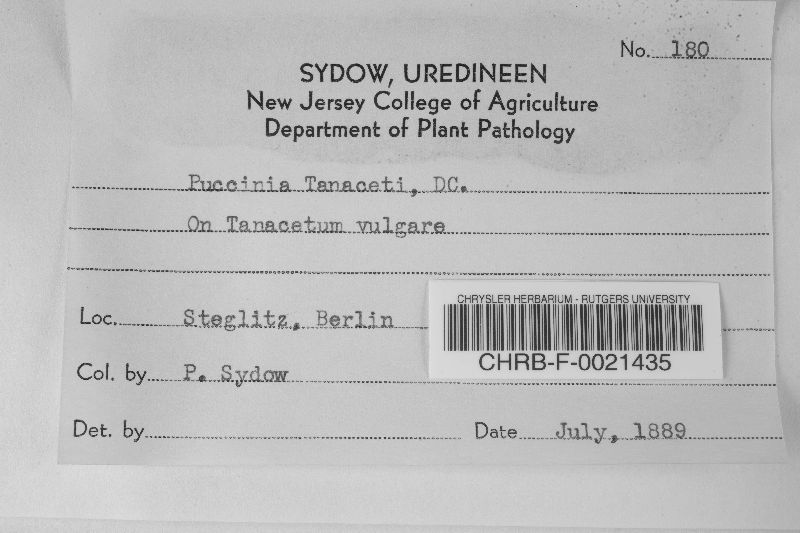 No. 180
SYDOW, UREDINEEN
New Jersey College of Agriculture
Department of Plant Pathology
Puccinia Tanaceti, DC.
On Tanacetum vulgare
Loc. Steglitz, Berlin
CHRYSLER HERBARIUM - RUTGERS UNIVERSITY
CHRB-F-0021435
Col. by P. Sydow
Det. by
Date July, 1889